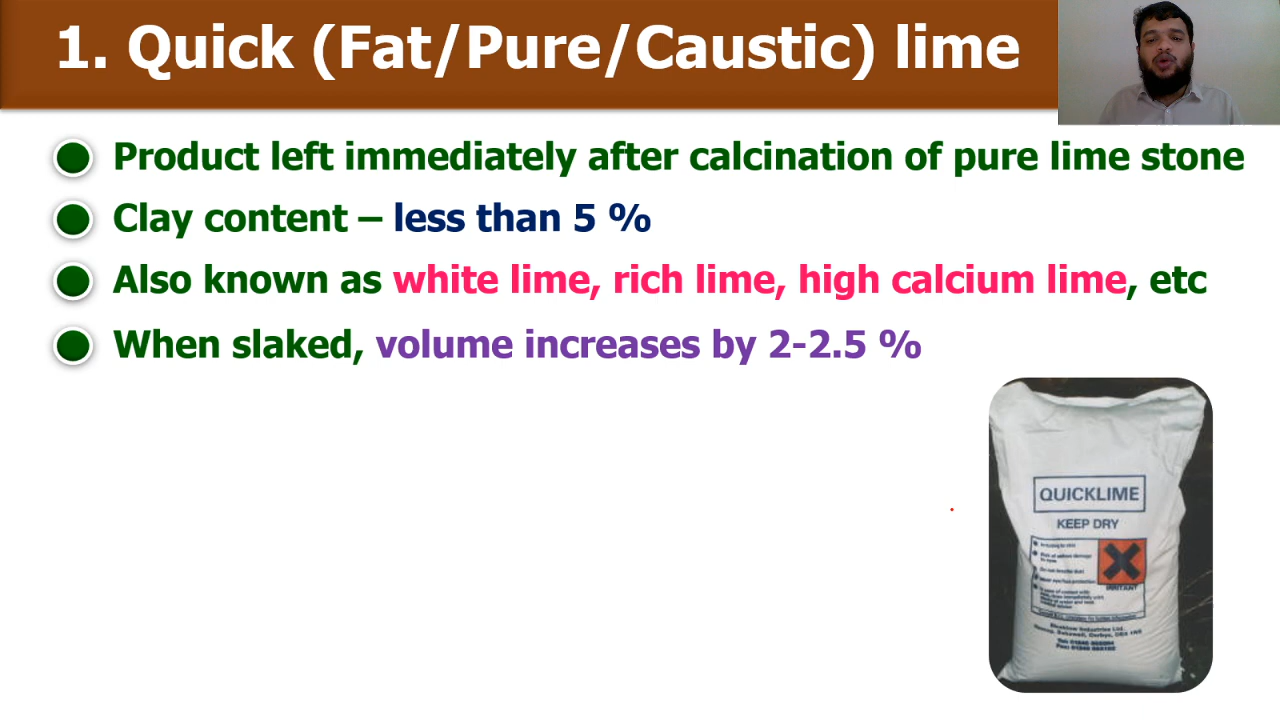 1. Quick (Fat/Pure/Caustic) lime
Product left immediately after calcination of pure lime stone
Clay content – less than 5 %
Also known as white lime, rich lime, high calcium lime, etc
When slaked, volume increases by 2-2.5 %
QUICKLIME
KEEP DRY
IRRITANT